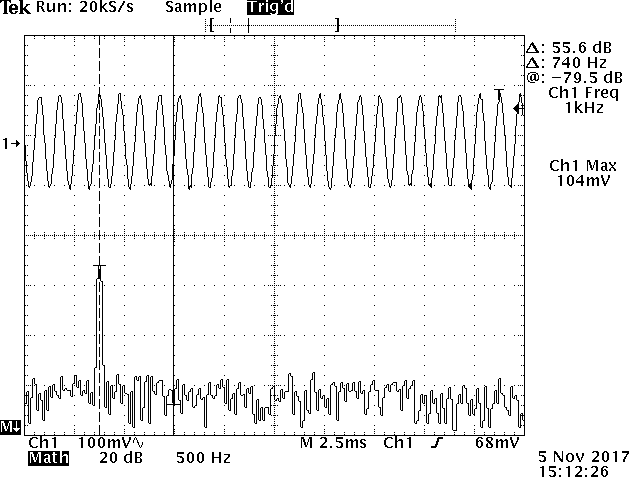 Tek Run: 20kS/s Sample Trig'd
Δ: 55.6 dB
Δ: 740 Hz
@: −79.5 dB
Ch1 Freq
1kHz
1→
Ch1 Max
104mV
M↓
Ch1 100mV∿ M 2.5ms Ch1 ƒ 68mV
Math 20 dB 500 Hz
5 Nov 2017
15:12:26